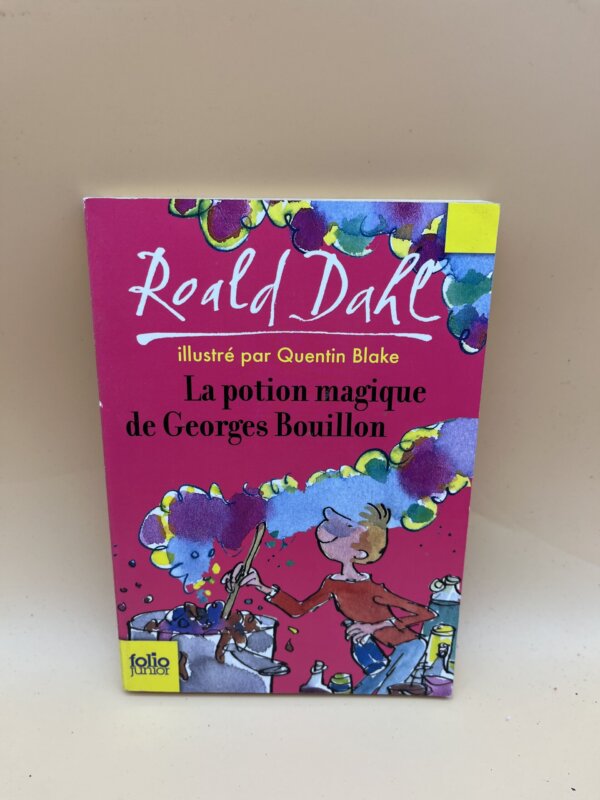 Roald Dahl
illustré par Quentin Blake
La potion magique
de Georges Bouillon
folio
junior